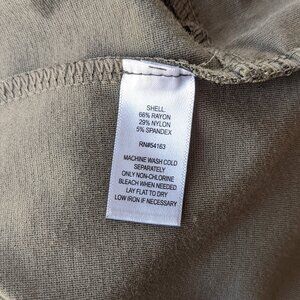 SHELL:
66% RAYON
29% NYLON
5% SPANDEX
RN#54163
MACHINE WASH COLD
SEPARATELY
ONLY NON-CHLORINE
BLEACH WHEN NEEDED
LAY FLAT TO DRY
LOW IRON IF NECESSARY